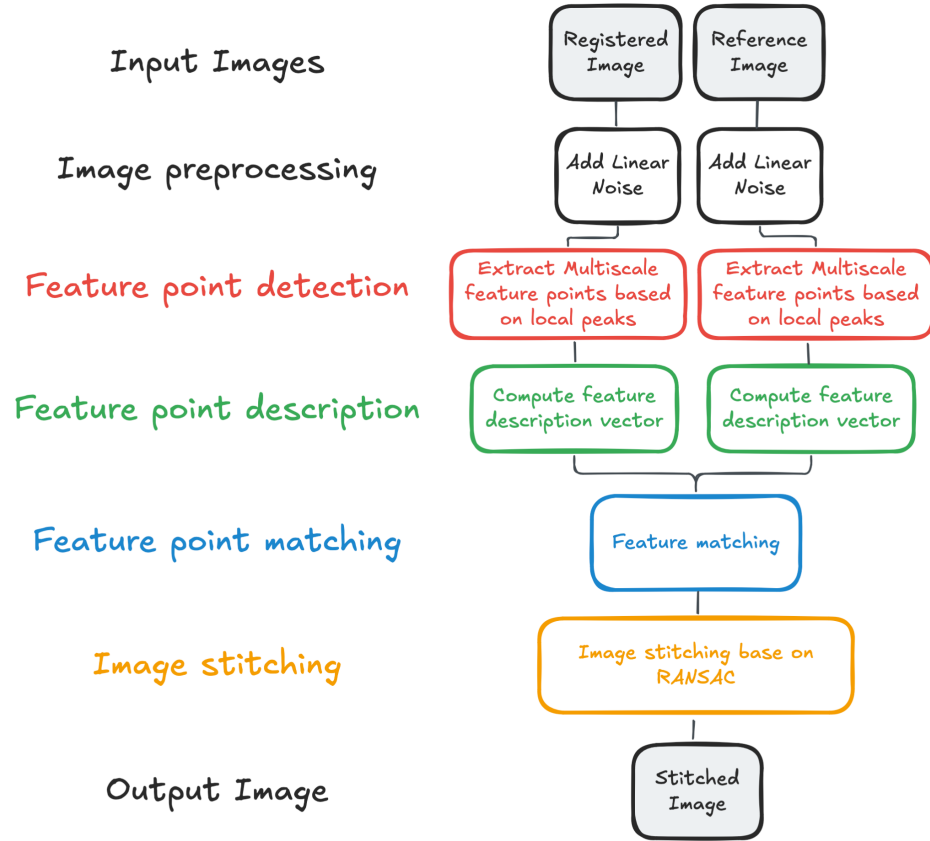 Input Images
Registered
Image
Reference
Image
Image preprocessing
Add Linear
Noise
Add Linear
Noise
Feature point detection
Extract Multiscale
feature points based
on local peaks
Extract Multiscale
feature points based
on local peaks
Feature point description
Compute feature
description vector
Compute feature
description vector
Feature point matching
Feature matching
Image stitching
Image stitching base on
RANSAC
Output Image
Stitched
Image